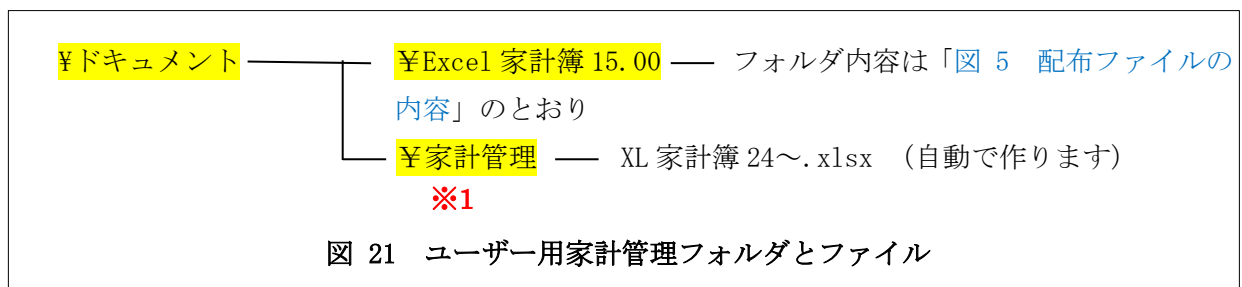 ¥ドキュメント ¥Excel 家計簿 15.00 フォルダ内容は「図 5 配布ファイルの
内容」のとおり
¥家計管理 XL 家計簿 24～.xlsx （自動で作ります）
※1
図 21 ユーザー用家計管理フォルダとファイル